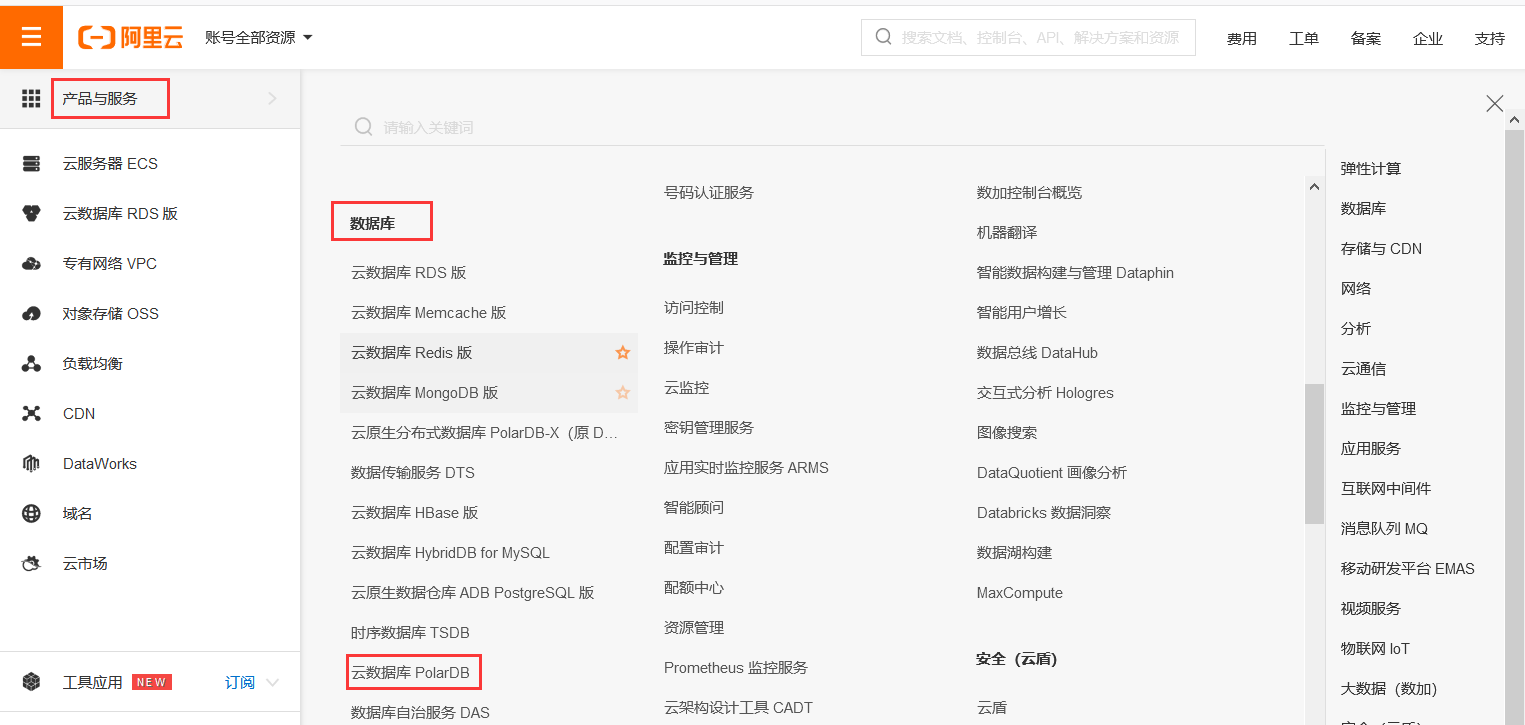 阿里云
账号全部资源
搜索文档、控制台、API、解决方案和资源
费用
工单
备案
企业
支持
产品与服务
云服务器 ECS
云数据库 RDS 版
专有网络 VPC
对象存储 OSS
负载均衡
CDN
DataWorks
域名
云市场
工具应用 NEW 订阅
请输入关键词
数据库
云数据库 RDS 版
云数据库 Memcache 版
云数据库 Redis 版
云数据库 MongoDB 版
云原生分布式数据库 PolarDB-X（原 D...
数据传输服务 DTS
云数据库 HBase 版
云数据库 HybridDB for MySQL
云原生数据仓库 ADB PostgreSQL 版
时序数据库 TSDB
云数据库 PolarDB
数据库自治服务 DAS
号码认证服务
监控与管理
访问控制
操作审计
云监控
密钥管理服务
应用实时监控服务 ARMS
智能顾问
配置审计
配额中心
资源管理
Prometheus 监控服务
云架构设计工具 CADT
数加控制台概览
机器翻译
智能数据构建与管理 Dataphin
智能用户增长
数据总线 DataHub
交互式分析 Hologres
图像搜索
DataQuotient 画像分析
Databricks 数据洞察
数据湖构建
MaxCompute
安全（云盾）
云盾
弹性计算
数据库
存储与 CDN
网络
分析
云通信
监控与管理
应用服务
互联网中间件
消息队列 MQ
移动研发平台 EMAS
视频服务
物联网 IoT
大数据（数加）
安全（云盾）